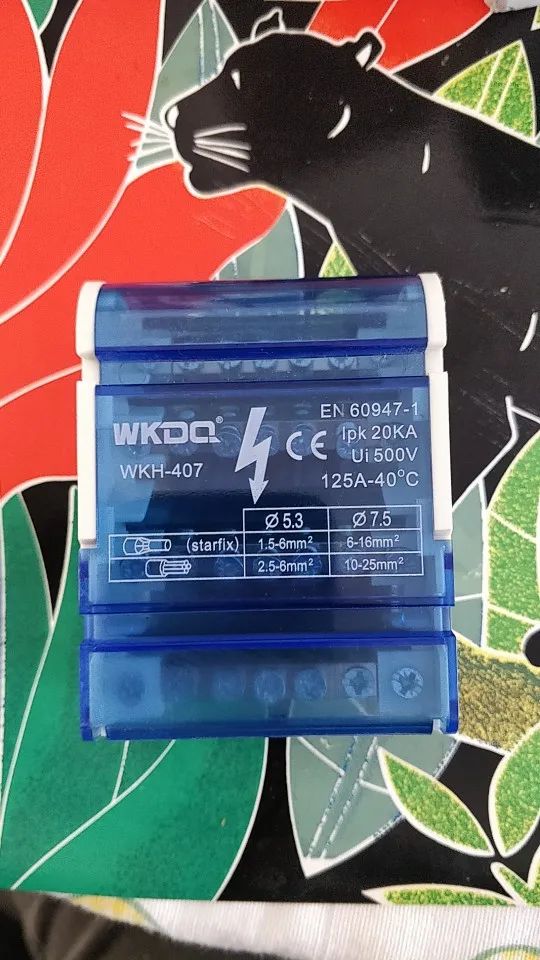 WKDQ®
WKH-407
CE
EN 60947-1
Ipk 20KA
Ui 500V
125A-40°C
Ø 5.3 Ø 7.5
(starfix) 1.5-6mm² 6-16mm²
2.5-6mm² 10-25mm²